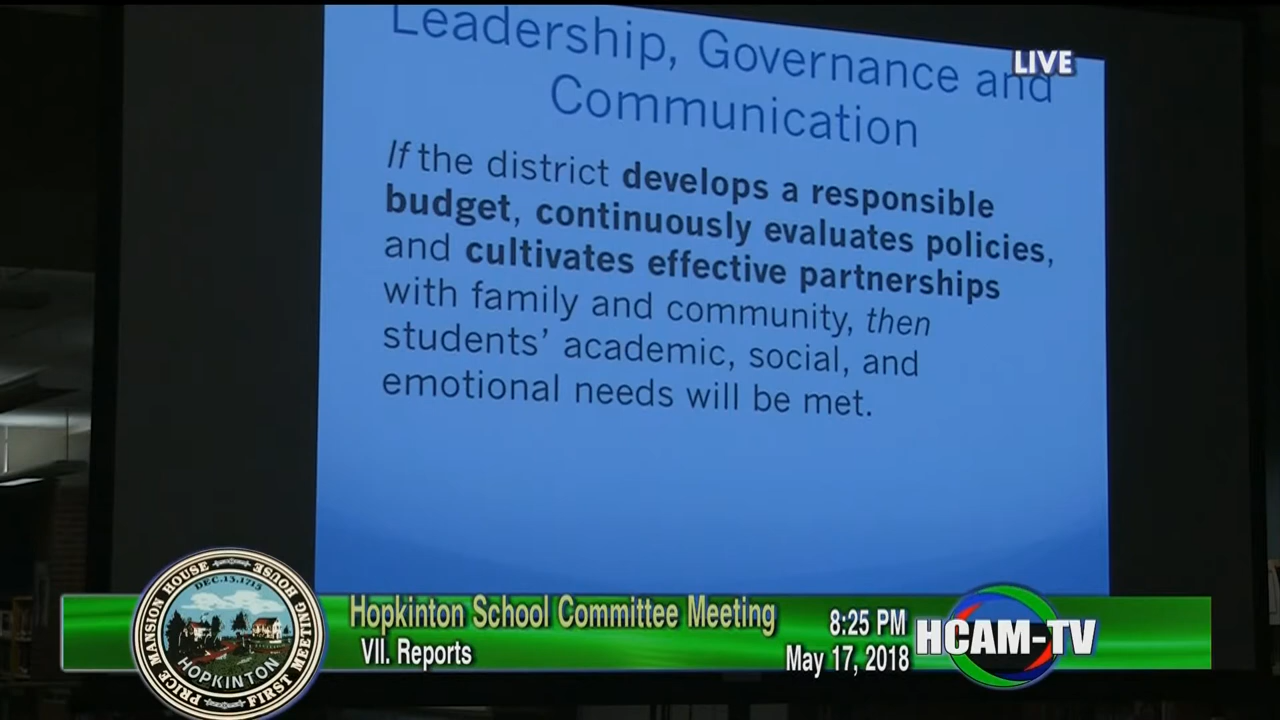 Leadership, Governance and
Communication
LIVE
If the district develops a responsible
budget, continuously evaluates policies,
and cultivates effective partnerships
with family and community, then
students’ academic, social, and
emotional needs will be met.
Hopkinton School Committee Meeting
VII. Reports
8:25 PM
May 17, 2018
HCAM-TV
PRICE MANSION HOUSE
FIRST MEETING HOUSE
DEC.13.1715
HOPKINTON